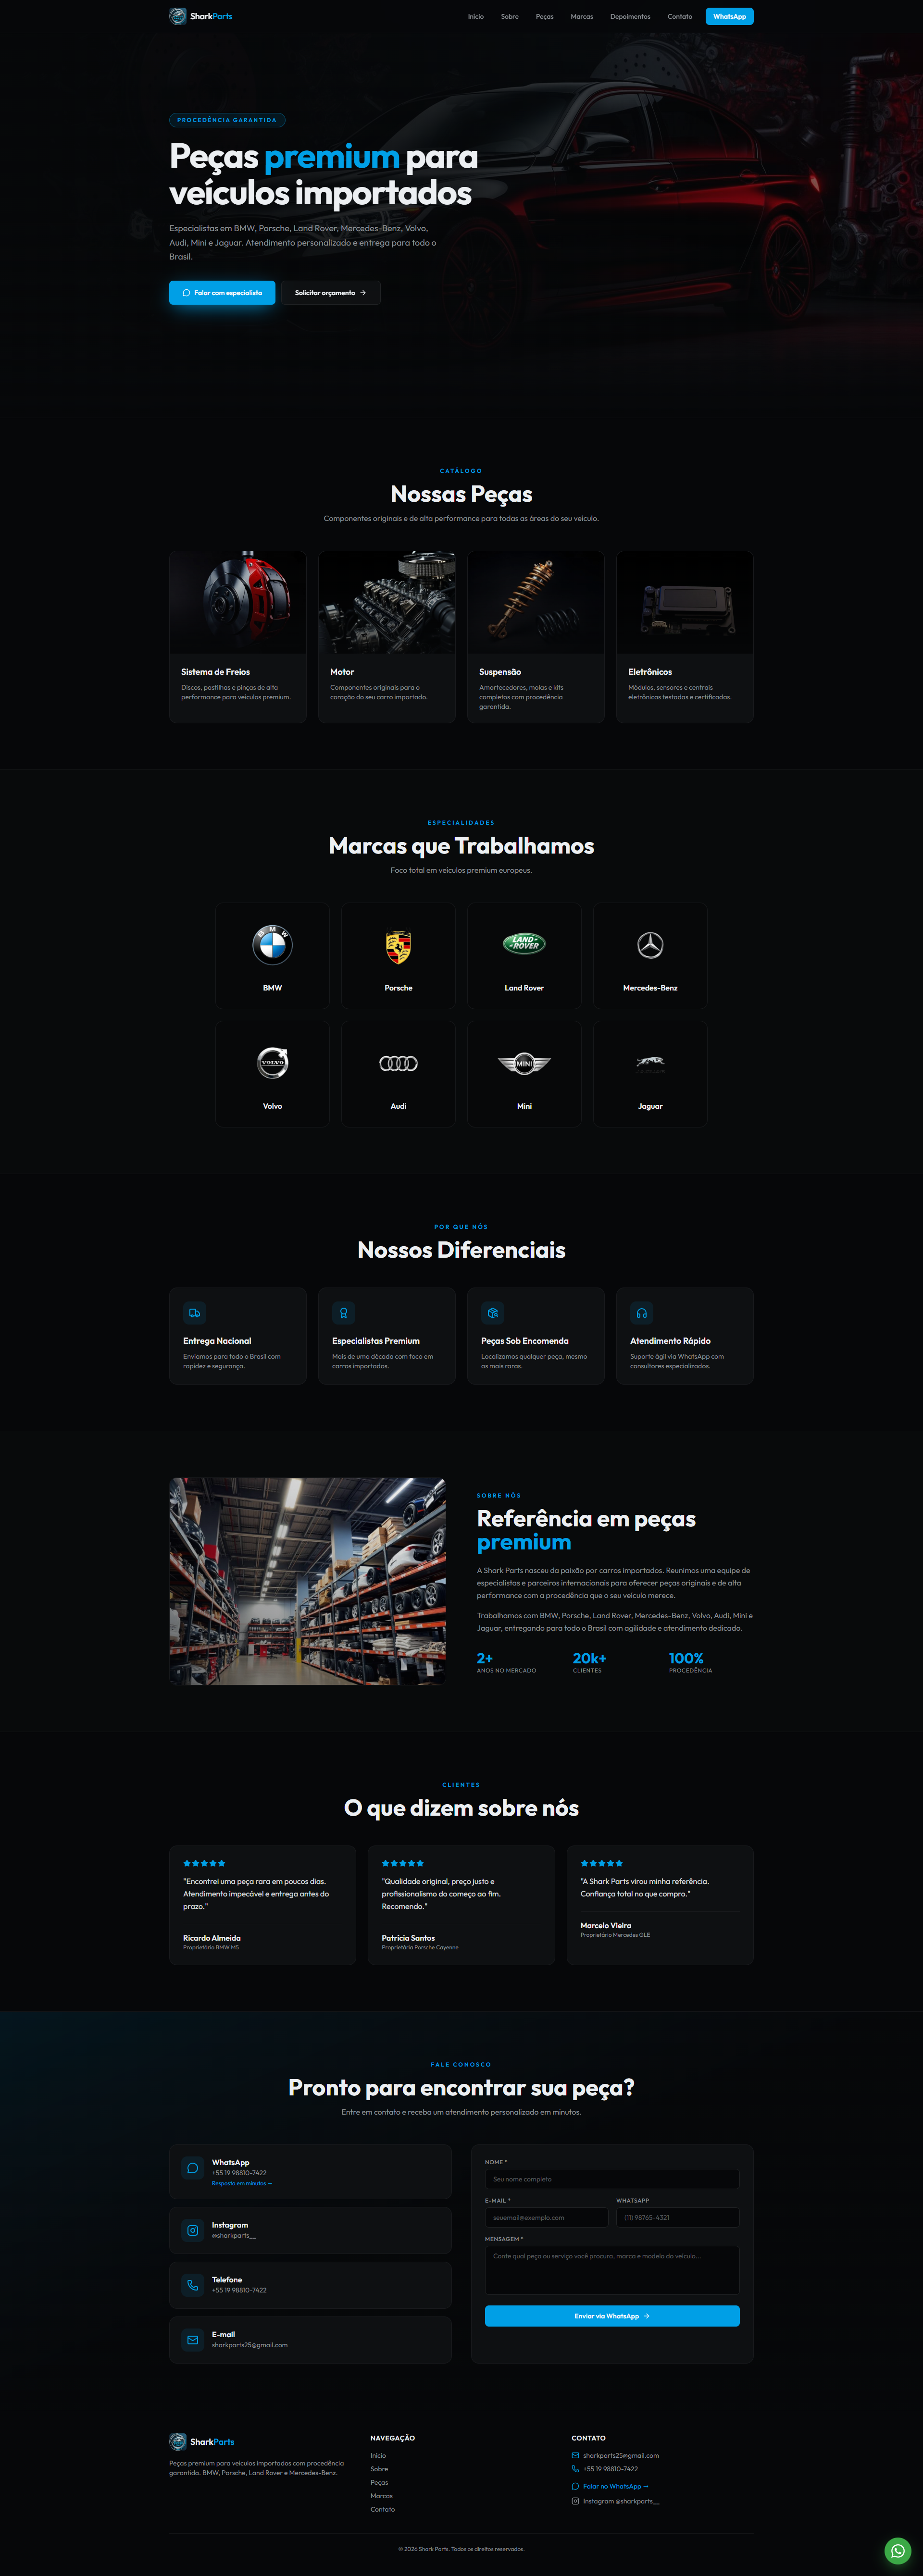 SharkParts
Início Sobre Peças Marcas Depoimentos Contato WhatsApp
PROCEDÊNCIA GARANTIDA
Peças premium para
veículos importados
Especialistas em BMW, Porsche, Land Rover, Mercedes-Benz, Volvo,
Audi, Mini e Jaguar. Atendimento personalizado e entrega para todo o
Brasil.
Falar com especialista
Solicitar orçamento →
CATÁLOGO
Nossas Peças
Componentes originais e de alta performance para todas as áreas do seu veículo.
Sistema de Freios
Discos, pastilhas e pinças de alta
performance para veículos premium.
Motor
Componentes originais para o
coração do seu carro importado.
Suspensão
Amortecedores, molas e kits
completos com procedência
garantida.
Eletrônicos
Módulos, sensores e centrais
eletrônicas testadas e certificadas.
ESPECIALIDADES
Marcas que Trabalhamos
Foco total em veículos premium europeus.
BMW
BMW
Porsche
LAND-
ROVER
Land Rover
Mercedes-Benz
VOLVO
Volvo
Audi
MINI
Mini
Jaguar
POR QUE NÓS
Nossos Diferenciais
Entrega Nacional
Enviamos para todo o Brasil com
rapidez e segurança.
Especialistas Premium
Mais de uma década com foco em
carros importados.
Peças Sob Encomenda
Localizamos qualquer peça, mesmo
as mais raras.
Atendimento Rápido
Suporte ágil via WhatsApp com
consultores especializados.
SOBRE NÓS
Referência em peças
premium
A Shark Parts nasceu da paixão por carros importados. Reunimos uma equipe de
especialistas e parceiros internacionais para oferecer peças originais e de alta
performance com a procedência que o seu veículo merece.
Trabalhamos com BMW, Porsche, Land Rover, Mercedes-Benz, Volvo, Audi, Mini e
Jaguar, entregando para todo o Brasil com agilidade e atendimento dedicado.
2+
ANOS NO MERCADO
20k+
CLIENTES
100%
PROCEDÊNCIA
CLIENTES
O que dizem sobre nós
"Encontrei uma peça rara em poucos dias.
Atendimento impecável e entrega antes do
prazo."
Ricardo Almeida
Proprietário BMW M5
"Qualidade original, preço justo e
profissionalismo do começo ao fim.
Recomendo."
Patrícia Santos
Proprietário Porsche Cayenne
"A Shark Parts virou minha referência.
Confiança total no que compro."
Marcelo Vieira
Proprietário Mercedes GLE
FALE CONOSCO
Pronto para encontrar sua peça?
Entre em contato e receba um atendimento personalizado em minutos.
WhatsApp
+55 19 98810-7422
Resposta em minutos →
Instagram
@sharkparts__
Telefone
+55 19 98810-7422
E-mail
sharkparts25@gmail.com
NOME *
Seu nome completo
E-MAIL * WHATSAPP
seuemail@exemplo.com (11) 98765-4321
MENSAGEM *
Conte qual peça ou serviço você procura, marca e modelo do veículo...
Enviar via WhatsApp →
SharkParts
Peças premium para veículos importados com procedência
garantida. BMW, Porsche, Land Rover e Mercedes-Benz.
NAVEGAÇÃO
Início
Sobre
Peças
Marcas
Contato
CONTATO
sharkparts25@gmail.com
+55 19 98810-7422
Falar no WhatsApp →
Instagram @sharkparts__
© 2026 Shark Parts. Todos os direitos reservados.